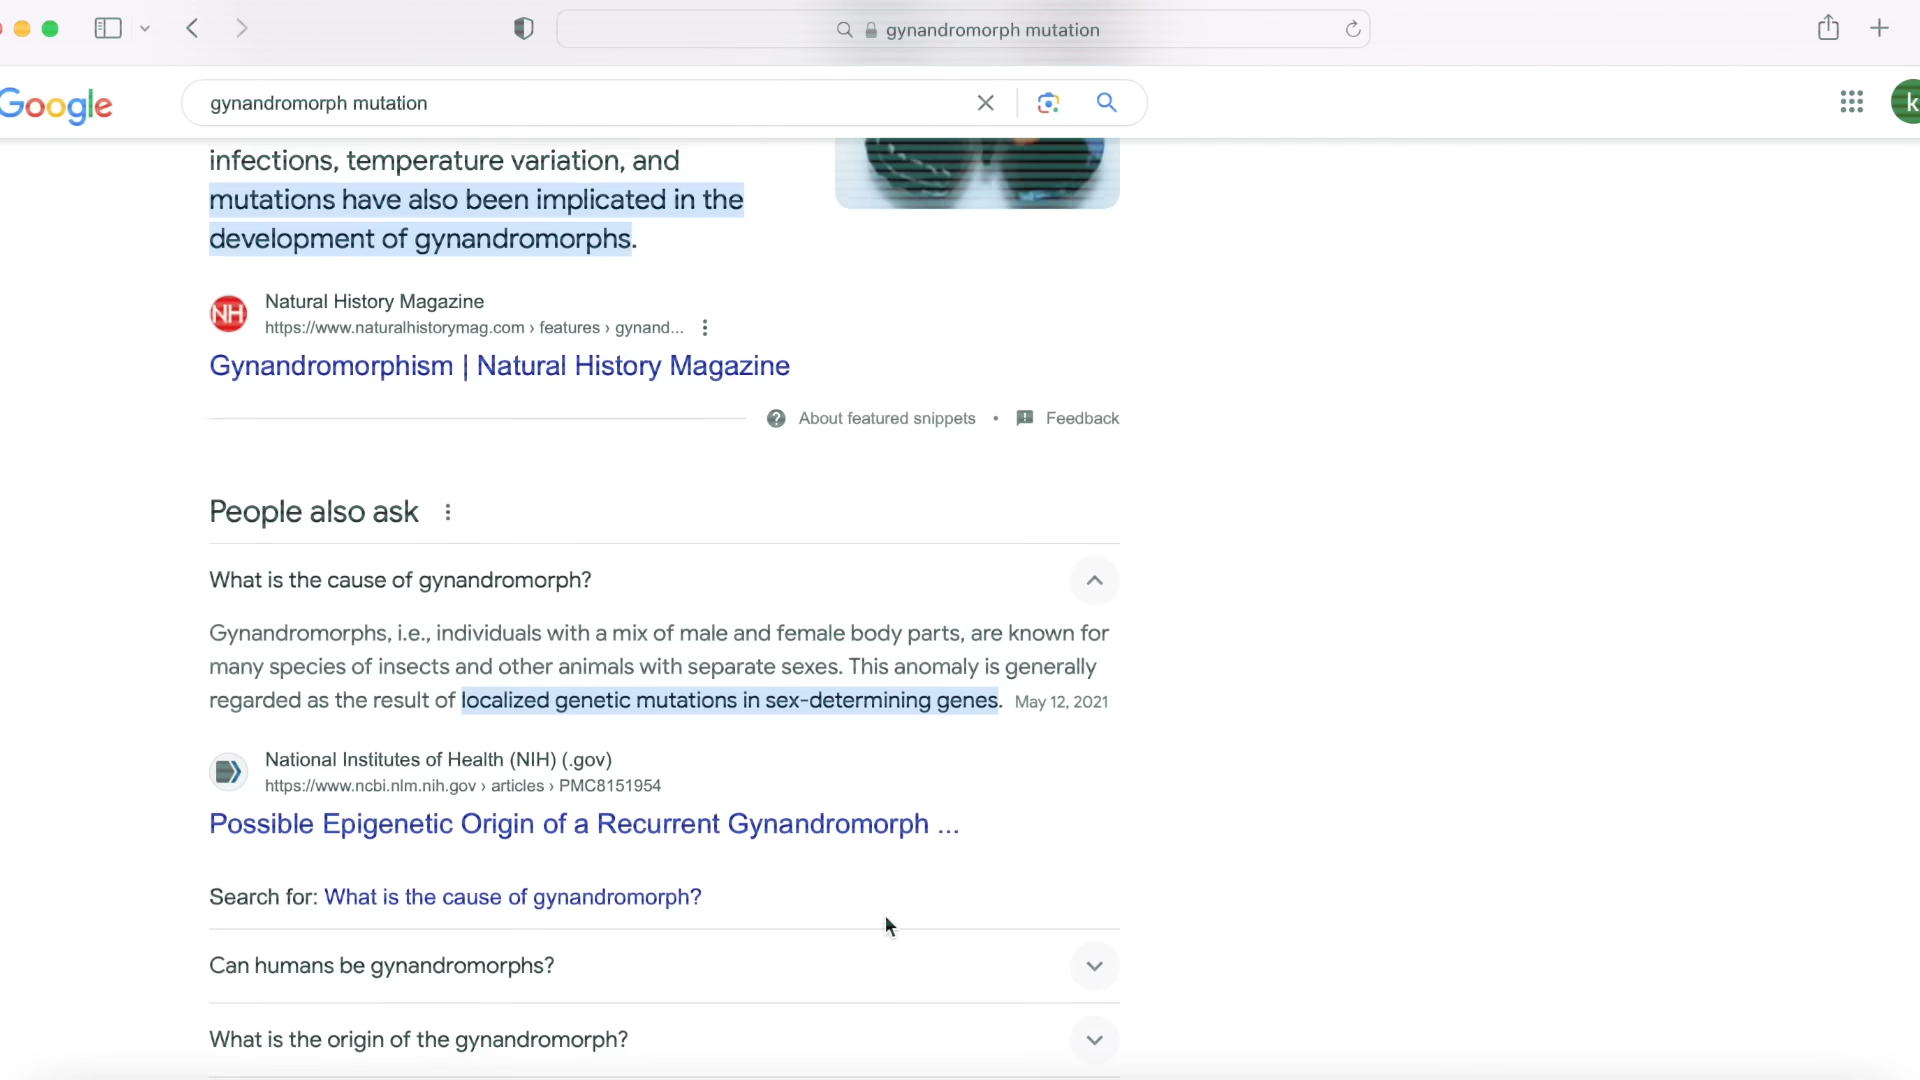 gynandromorph mutation
Google
gynandromorph mutation
k
infections, temperature variation, and
mutations have also been implicated in the
development of gynandromorphs.
NH
Natural History Magazine
https://www.naturalhistorymag.com › features › gynand...
Gynandromorphism | Natural History Magazine
About featured snippets • Feedback
People also ask
What is the cause of gynandromorph?
Gynandromorphs, i.e., individuals with a mix of male and female body parts, are known for
many species of insects and other animals with separate sexes. This anomaly is generally
regarded as the result of localized genetic mutations in sex-determining genes. May 12, 2021
National Institutes of Health (NIH) (.gov)
https://www.ncbi.nlm.nih.gov › articles › PMC8151954
Possible Epigenetic Origin of a Recurrent Gynandromorph ...
Search for: What is the cause of gynandromorph?
Can humans be gynandromorphs?
What is the origin of the gynandromorph?